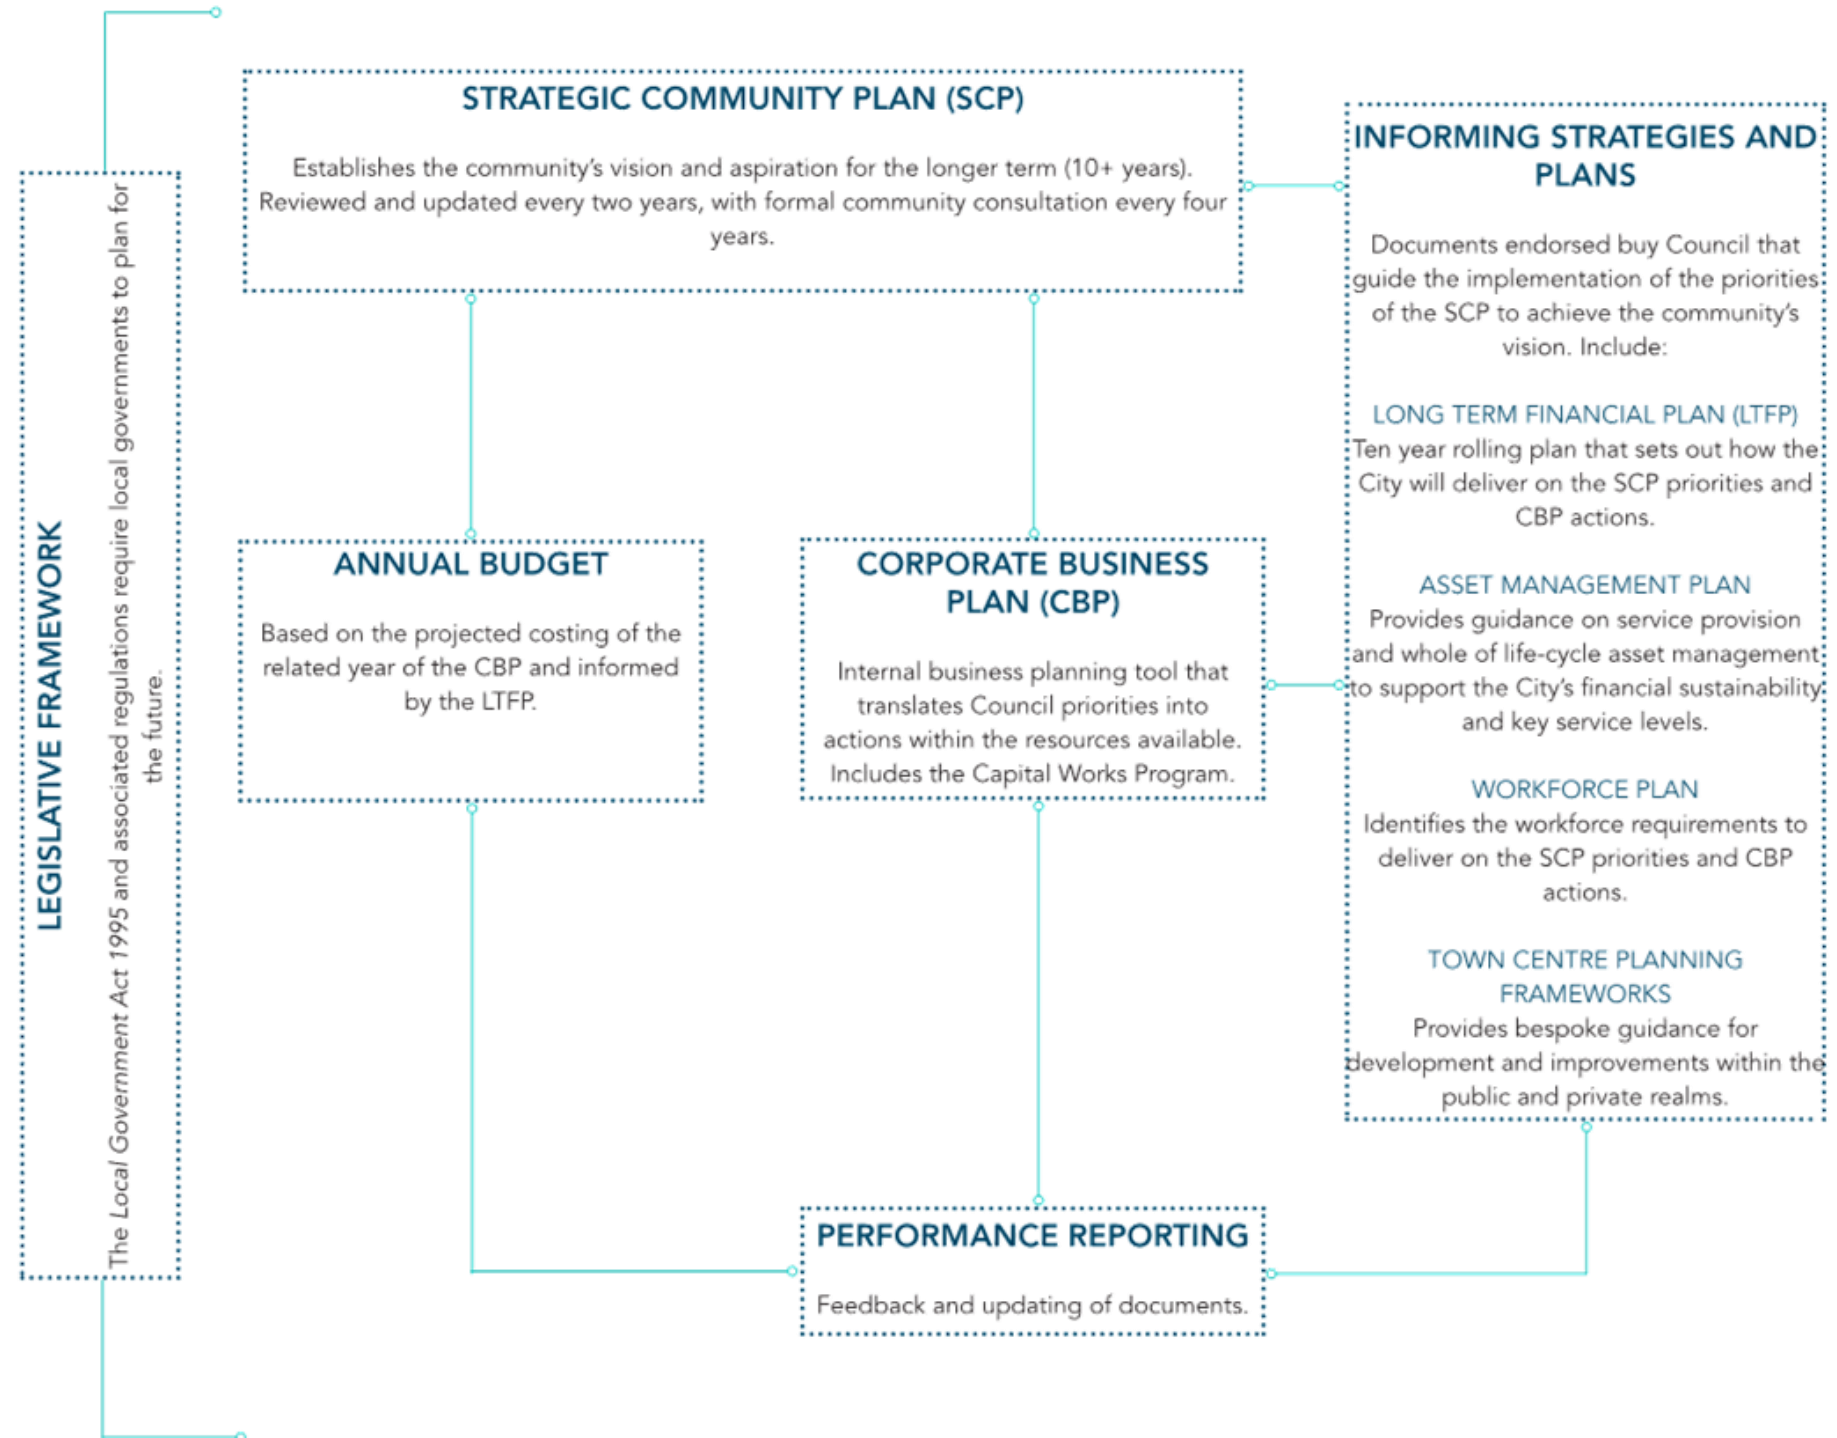 LEGISLATIVE FRAMEWORK
The Local Government Act 1995 and associated regulations require local governments to plan for
the future.
STRATEGIC COMMUNITY PLAN (SCP)
Establishes the community's vision and aspiration for the longer term (10+ years).
Reviewed and updated every two years, with formal community consultation every four
years.
INFORMING STRATEGIES AND
PLANS
Documents endorsed buy Council that
guide the implementation of the priorities
of the SCP to achieve the community's
vision. Include:
LONG TERM FINANCIAL PLAN (LTFP)
Ten year rolling plan that sets out how the
City will deliver on the SCP priorities and
CBP actions.
ASSET MANAGEMENT PLAN
Provides guidance on service provision
and whole of life-cycle asset management
to support the City's financial sustainability
and key service levels.
WORKFORCE PLAN
Identifies the workforce requirements to
deliver on the SCP priorities and CBP
actions.
TOWN CENTRE PLANNING
FRAMEWORKS
Provides bespoke guidance for
development and improvements within the
public and private realms.
ANNUAL BUDGET
Based on the projected costing of the
related year of the CBP and informed
by the LTFP.
CORPORATE BUSINESS
PLAN (CBP)
Internal business planning tool that
translates Council priorities into
actions within the resources available.
Includes the Capital Works Program.
PERFORMANCE REPORTING
Feedback and updating of documents.